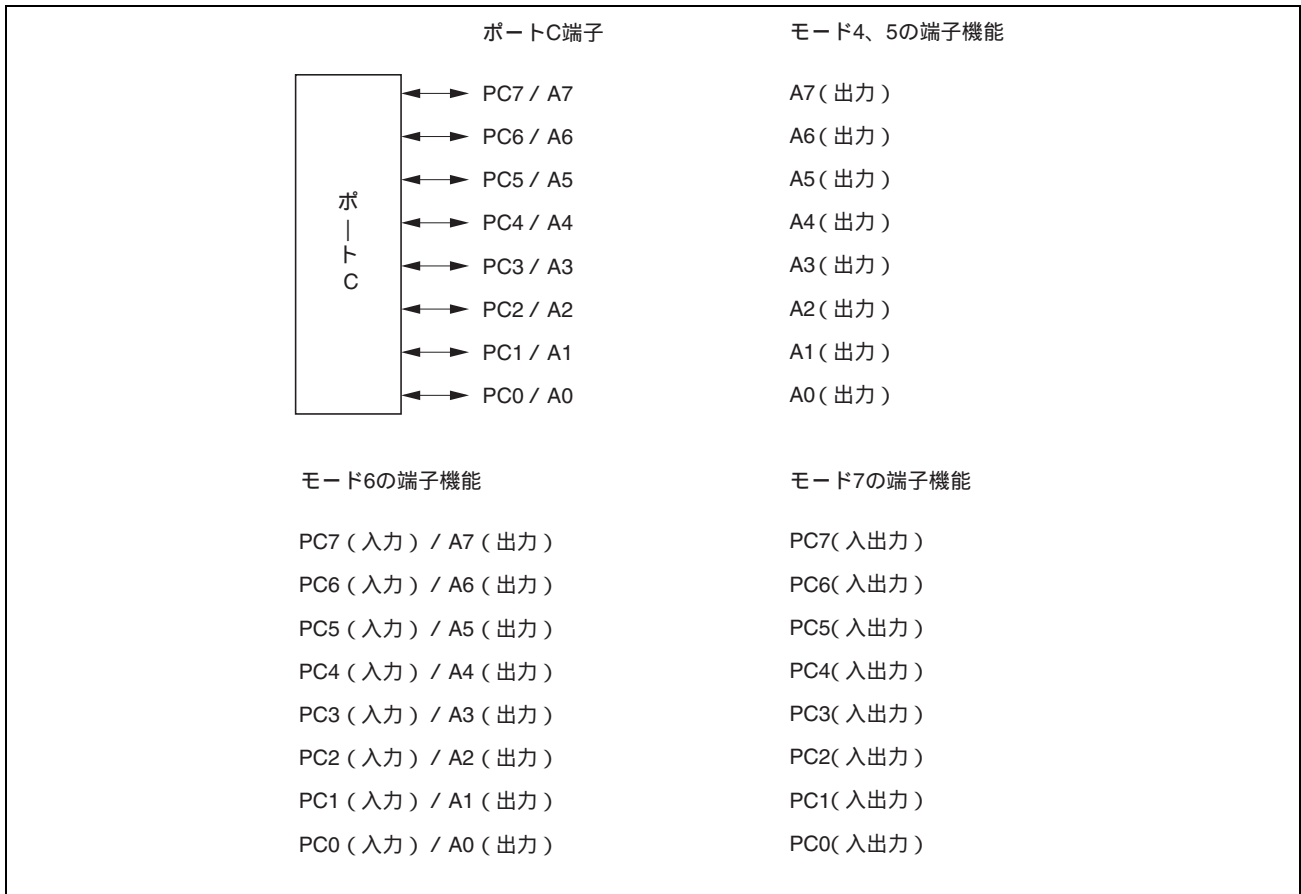 ポートC端子 モード4、5の端子機能
ポートC
PC7 / A7 A7(出力)
PC6 / A6 A6(出力)
PC5 / A5 A5(出力)
PC4 / A4 A4(出力)
PC3 / A3 A3(出力)
PC2 / A2 A2(出力)
PC1 / A1 A1(出力)
PC0 / A0 A0(出力)
モード6の端子機能 モード7の端子機能
PC7(入力) / A7(出力) PC7(入出力)
PC6(入力) / A6(出力) PC6(入出力)
PC5(入力) / A5(出力) PC5(入出力)
PC4(入力) / A4(出力) PC4(入出力)
PC3(入力) / A3(出力) PC3(入出力)
PC2(入力) / A2(出力) PC2(入出力)
PC1(入力) / A1(出力) PC1(入出力)
PC0(入力) / A0(出力) PC0(入出力)